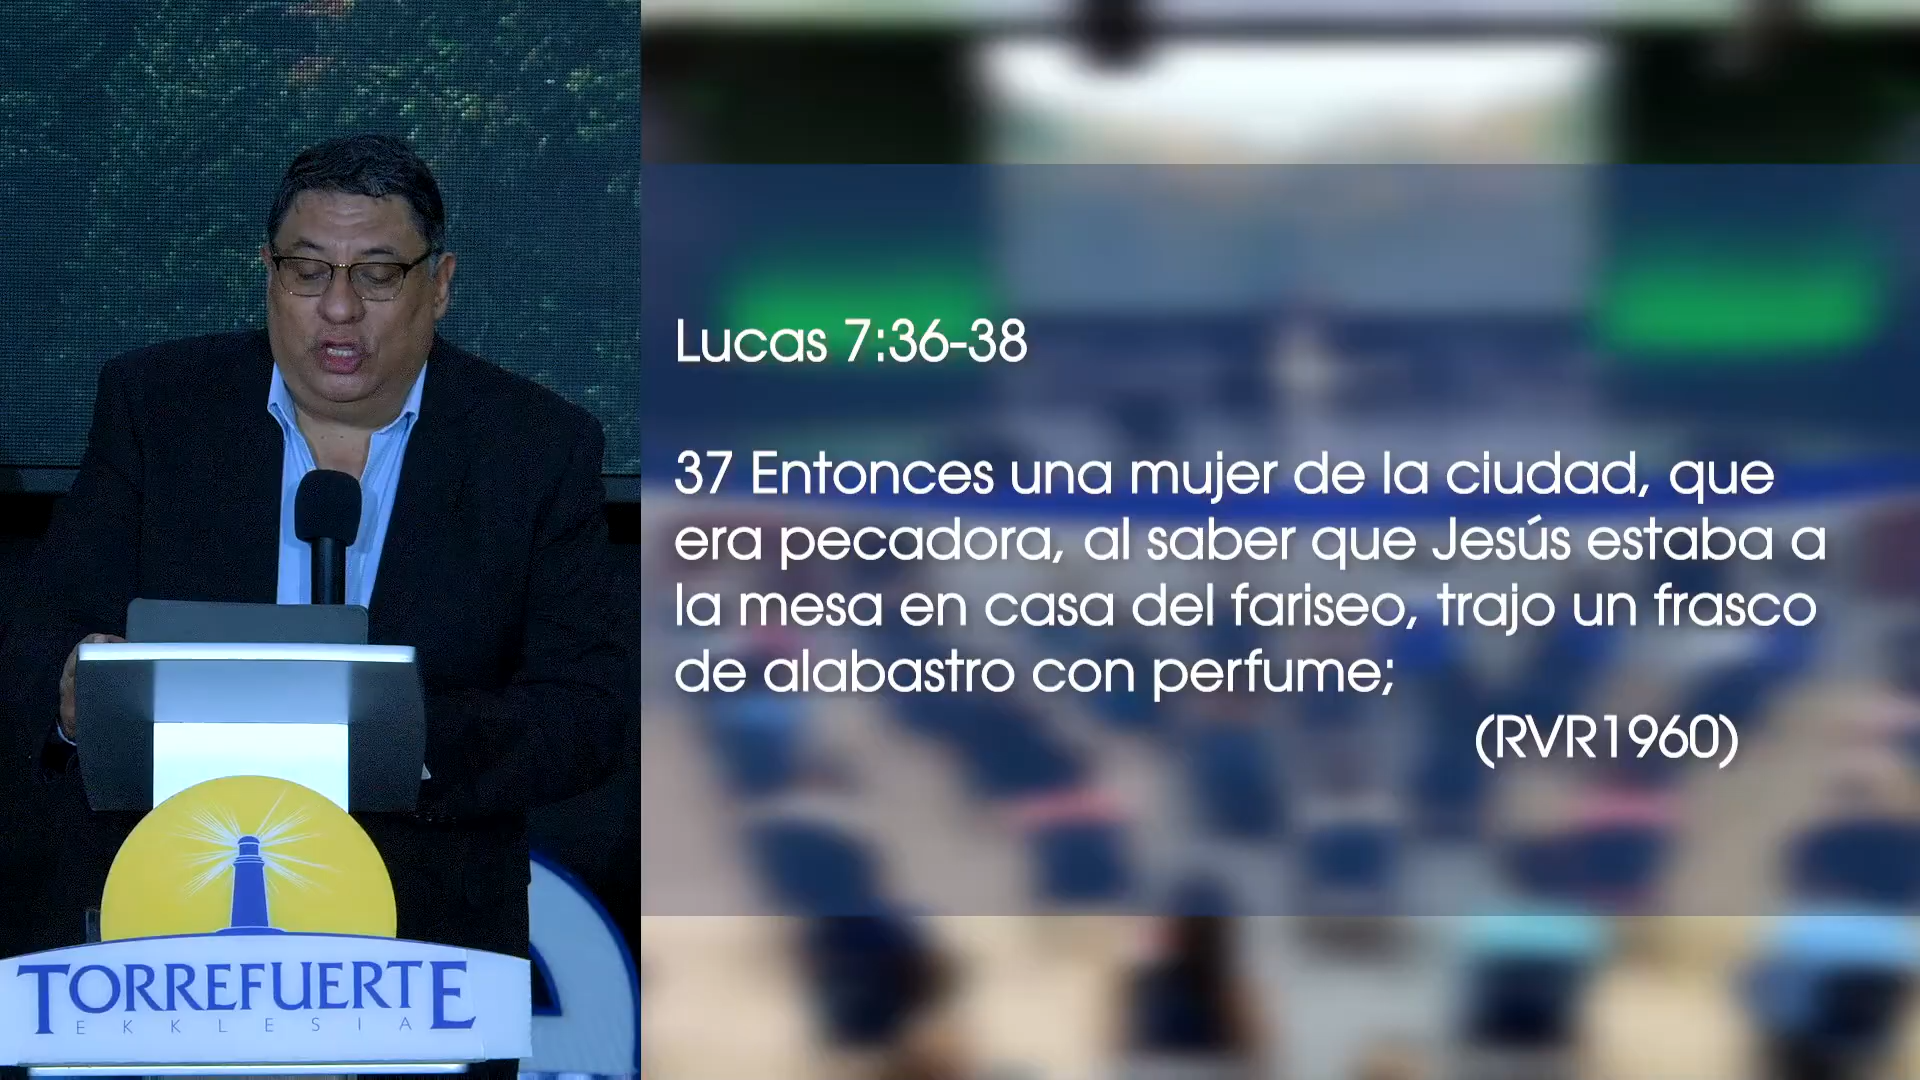 Lucas 7:36-38
37 Entonces una mujer de la ciudad, que
era pecadora, al saber que Jesús estaba a
la mesa en casa del fariseo, trajo un frasco
de alabastro con perfume;
(RVR1960)
TORREFUERTE
EKKLESIA